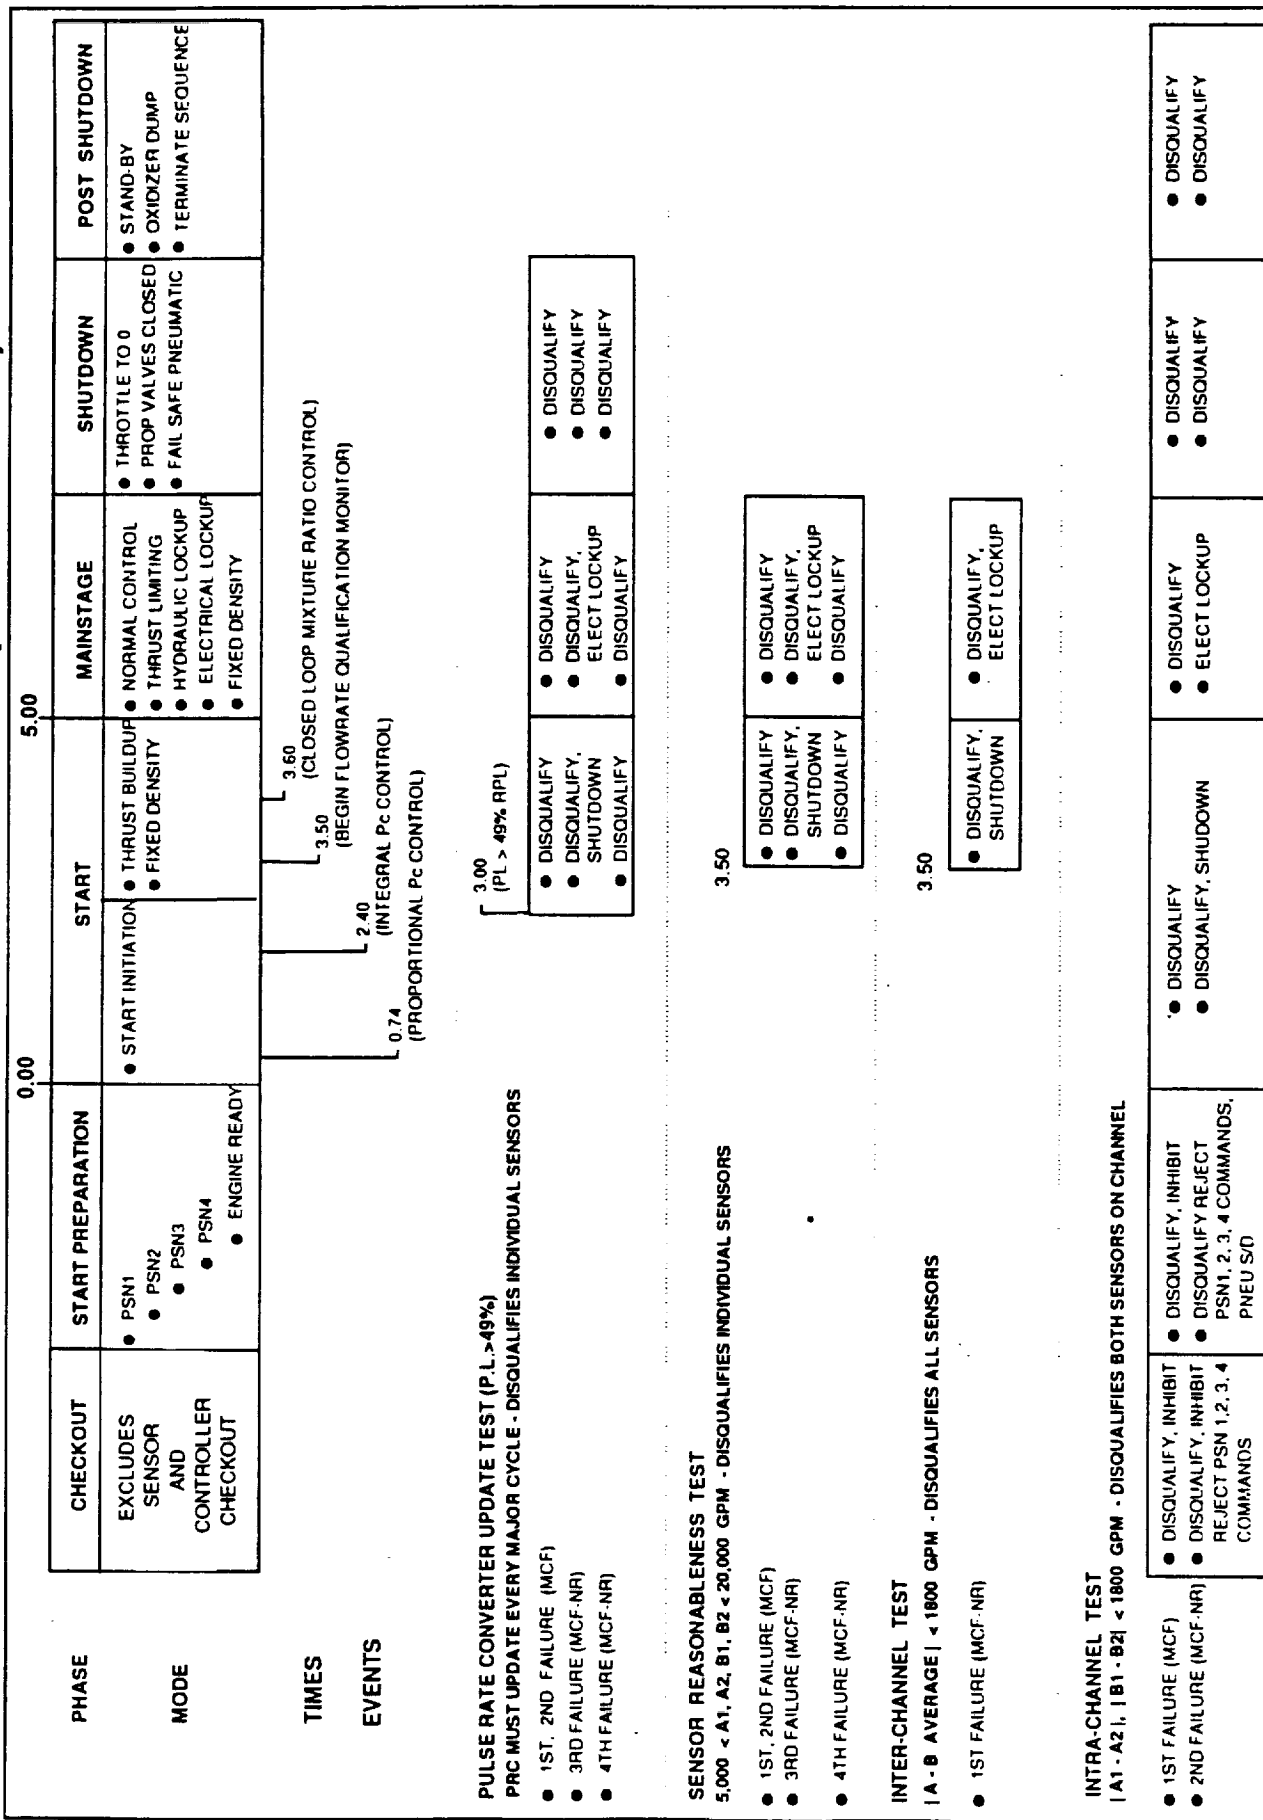 0.00
5.00
PHASE
CHECKOUT
START PREPARATION
START
MAINSTAGE
SHUTDOWN
POST SHUTDOWN
MODE
EXCLUDES
SENSOR
AND
CONTROLLER
CHECKOUT
● PSN1
● PSN2
● PSN3
● PSN4
● ENGINE READY
● START INITIATION
● THRUST BUILDUP
● FIXED DENSITY
● NORMAL CONTROL
● THRUST LIMITING
● HYDRAULIC LOCKUP
● ELECTRICAL LOCKUP
● FIXED DENSITY
● THROTTLE TO 0
● PROP VALVES CLOSED
● FAIL SAFE PNEUMATIC
● STAND-BY
● OXIDIZER DUMP
● TERMINATE SEQUENCE
TIMES
EVENTS
3.60
(CLOSED LOOP MIXTURE RATIO CONTROL)
3.50
(BEGIN FLOWRATE QUALIFICATION MONITOR)
2.40
(INTEGRAL Pc CONTROL)
0.74
(PROPORTIONAL Pc CONTROL)
PULSE RATE CONVERTER UPDATE TEST (P.L.>49%)
PRC MUST UPDATE EVERY MAJOR CYCLE - DISQUALIFIES INDIVIDUAL SENSORS
3.00
(PL > 49% RPL)
● 1ST, 2ND FAILURE (MCF)
● 3RD FAILURE (MCF-NR)
● 4TH FAILURE (MCF-NR)
● DISQUALIFY
● DISQUALIFY,
SHUTDOWN
● DISQUALIFY
● DISQUALIFY
● DISQUALIFY,
ELECT LOCKUP
● DISQUALIFY
● DISQUALIFY
● DISQUALIFY
● DISQUALIFY
SENSOR REASONABLENESS TEST
5,000 < A1, A2, B1, B2 < 20,000 GPM - DISQUALIFIES INDIVIDUAL SENSORS
3.50
● 1ST, 2ND FAILURE (MCF)
● 3RD FAILURE (MCF-NR)
● 4TH FAILURE (MCF-NR)
● DISQUALIFY
● DISQUALIFY,
SHUTDOWN
● DISQUALIFY
● DISQUALIFY
● DISQUALIFY,
ELECT LOCKUP
● DISQUALIFY
INTER-CHANNEL TEST
| A - B AVERAGE | < 1800 GPM - DISQUALIFIES ALL SENSORS
3.50
● 1ST FAILURE (MCF-NR)
● DISQUALIFY,
SHUTDOWN
● DISQUALIFY,
ELECT LOCKUP
INTRA-CHANNEL TEST
| A1 - A2 |, | B1 - B2| < 1800 GPM - DISQUALIFIES BOTH SENSORS ON CHANNEL
● 1ST FAILURE (MCF)
● 2ND FAILURE (MCF-NR)
● DISQUALIFY, INHIBIT
● DISQUALIFY, INHIBIT
REJECT PSN 1,2, 3, 4
COMMANDS
● DISQUALIFY, INHIBIT
● DISQUALIFY REJECT
PSN1, 2, 3, 4 COMMANDS,
PNEU S/D
● DISQUALIFY
● DISQUALIFY, SHUDOWN
● DISQUALIFY
● ELECT LOCKUP
● DISQUALIFY
● DISQUALIFY
● DISQUALIFY
● DISQUALIFY